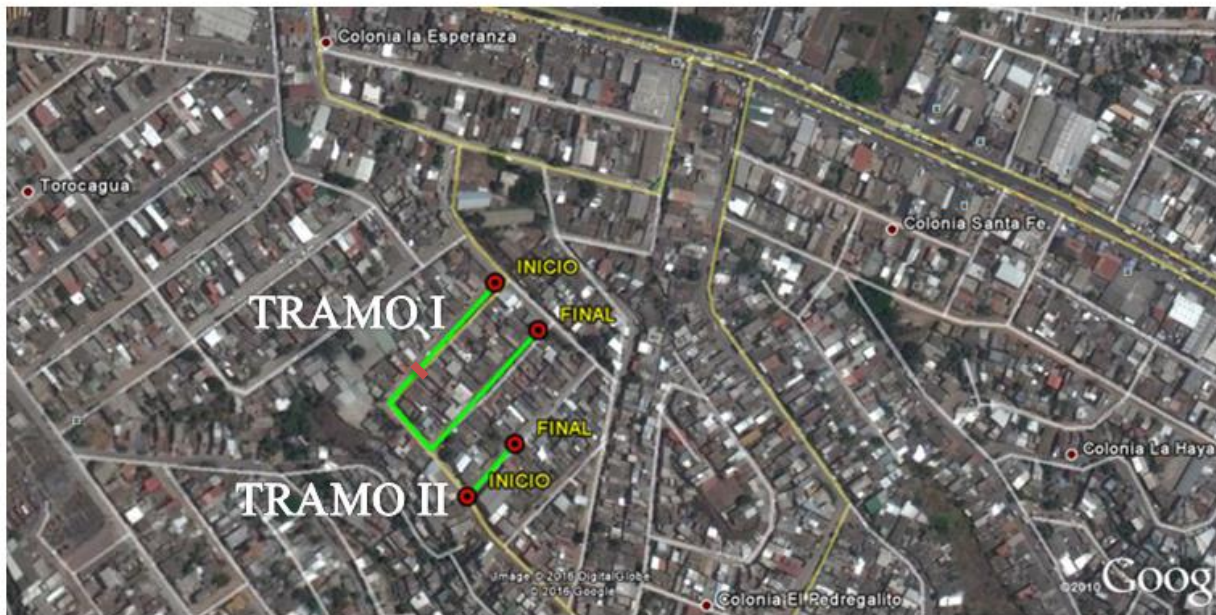 Colonia la Esperanza
Torocagua
Colonia Santa Fe.
INICIO
TRAMO I
FINAL
FINAL
Colonia La Haya
INICIO
TRAMO II
Image © 2016 DigitalGlobe
© 2016 Google
©2010 Goog
Colonia El Pedregalito